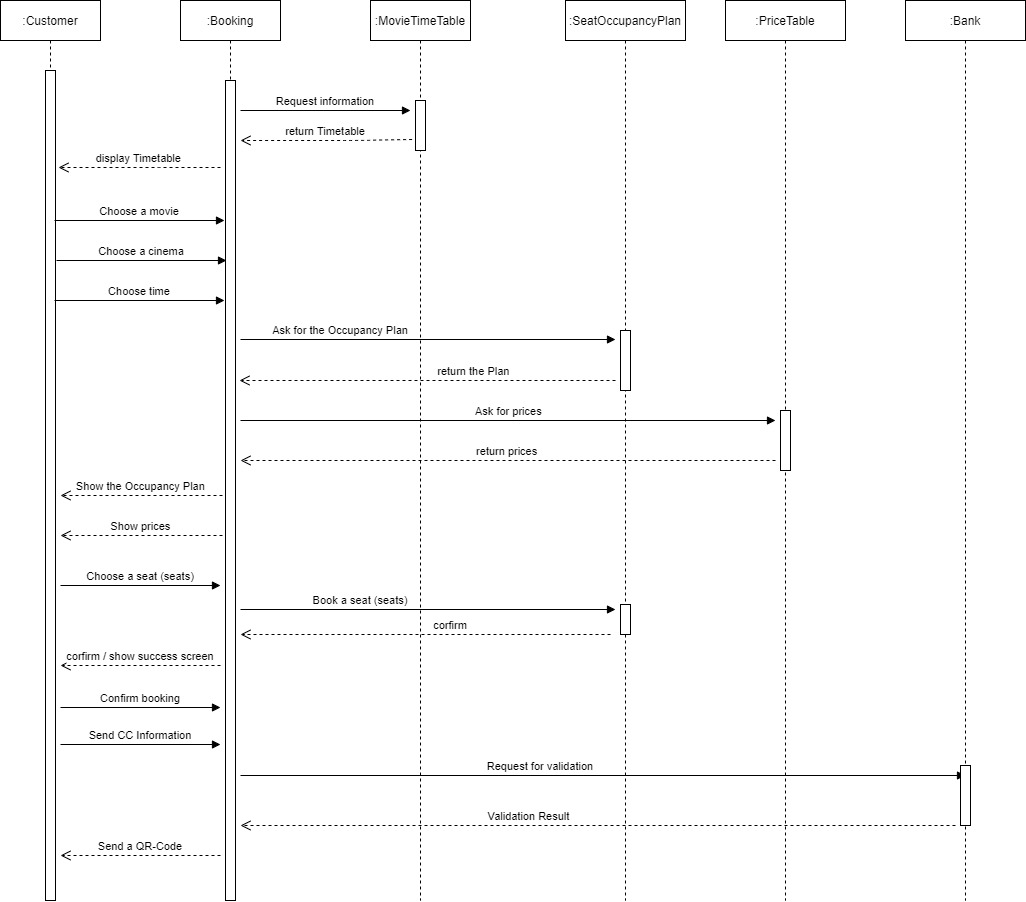 :Customer
:Booking
:MovieTimeTable
:SeatOccupancyPlan
:PriceTable
:Bank
Request information
return Timetable
display Timetable
Choose a movie
Choose a cinema
Choose time
Ask for the Occupancy Plan
return the Plan
Ask for prices
return prices
Show the Occupancy Plan
Show prices
Choose a seat (seats)
Book a seat (seats)
corfirm
corfirm / show success screen
Confirm booking
Send CC Information
Request for validation
Validation Result
Send a QR-Code